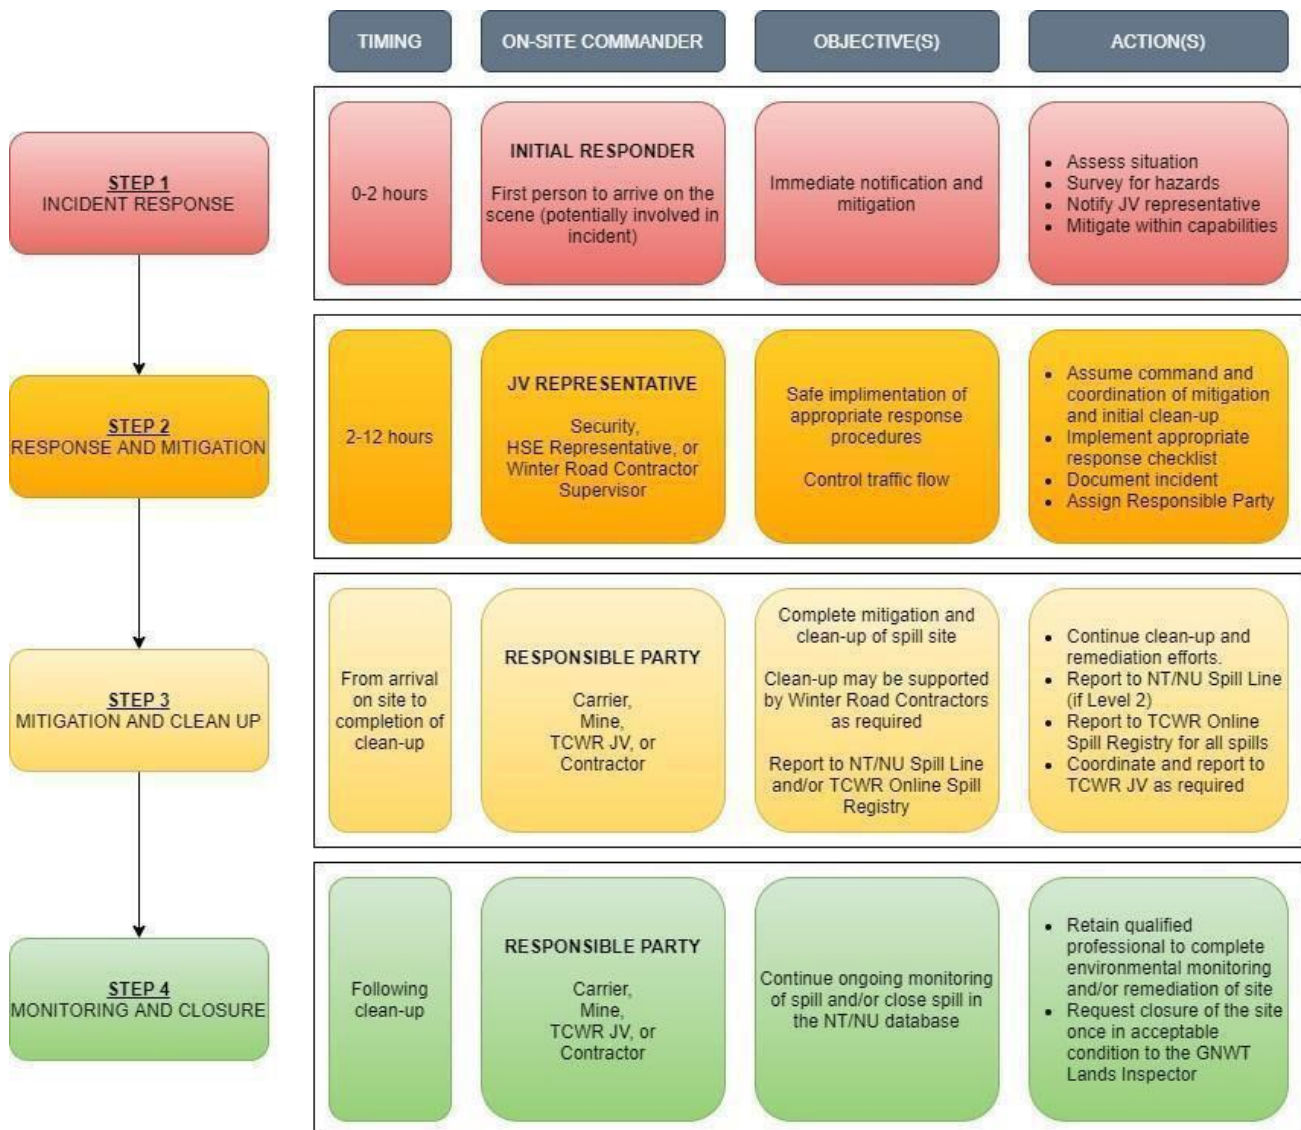 TIMING
ON-SITE COMMANDER
OBJECTIVE(S)
ACTION(S)
STEP 1
INCIDENT RESPONSE
0-2 hours
INITIAL RESPONDER
First person to arrive on the
scene (potentially involved in
incident)
Immediate notification and
mitigation
• Assess situation
• Survey for hazards
• Notify JV representative
• Mitigate within capabilities
STEP 2
RESPONSE AND MITIGATION
2-12 hours
JV REPRESENTATIVE
Security,
HSE Representative, or
Winter Road Contractor
Supervisor
Safe implimentation of
appropriate response
procedures
Control traffic flow
• Assume command and
coordination of mitigation
and initial clean-up
• Implement appropriate
response checklist
• Document incident
• Assign Responsible Party
STEP 3
MITIGATION AND CLEAN UP
From arrival
on site to
completion of
clean-up
RESPONSIBLE PARTY
Carrier,
Mine,
TCWR JV, or
Contractor
Complete mitigation and
clean-up of spill site
Clean-up may be supported
by Winter Road Contractors
as required
Report to NT/NU Spill Line
and/or TCWR Online Spill
Registry
• Continue clean-up and
remediation efforts.
• Report to NT/NU Spill Line
(if Level 2)
• Report to TCWR Online
Spill Registry for all spills
• Coordinate and report to
TCWR JV as required
STEP 4
MONITORING AND CLOSURE
Following
clean-up
RESPONSIBLE PARTY
Carrier,
Mine,
TCWR JV, or
Contractor
Continue ongoing monitoring
of spill and/or close spill in
the NT/NU database
• Retain qualified
professional to complete
environmental monitoring
and/or remediation of site
• Request closure of the site
once in acceptable
condition to the GNWT
Lands Inspector